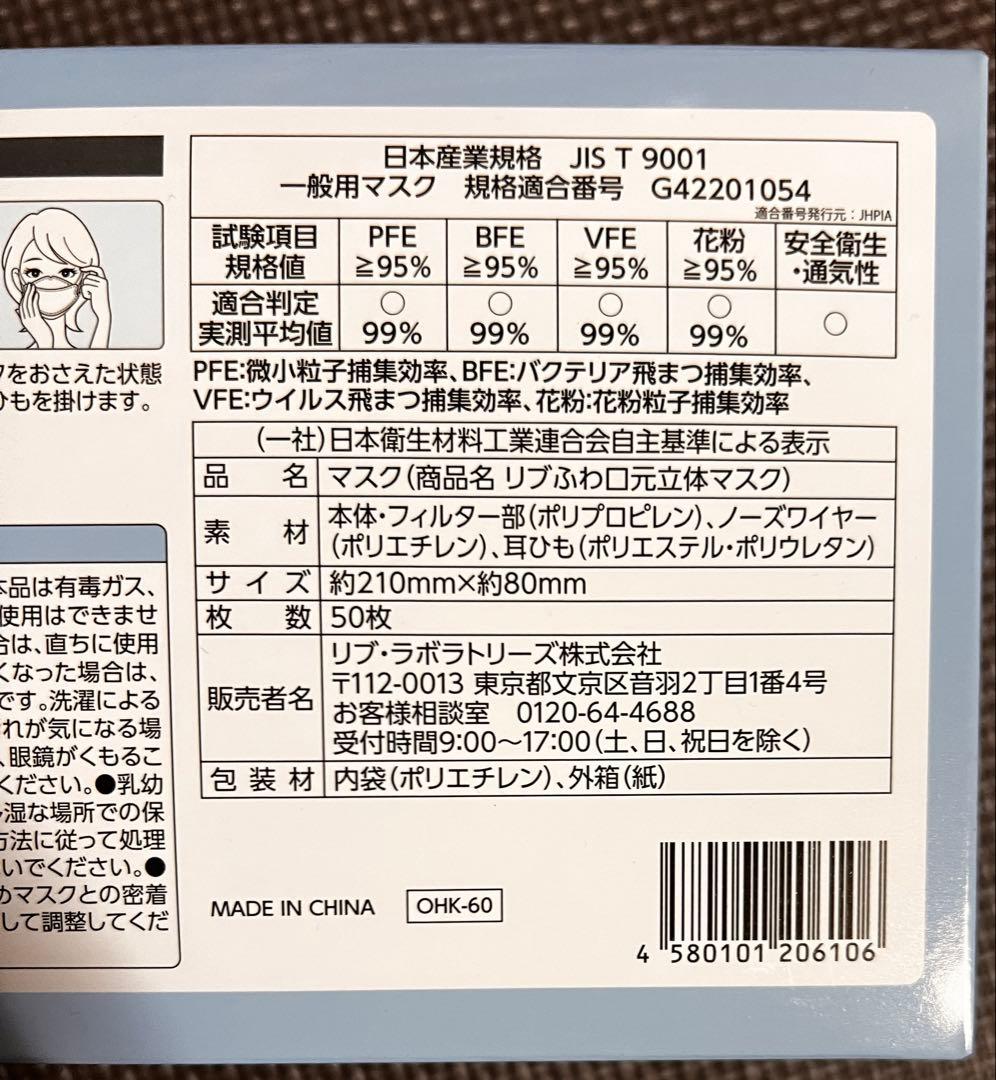 日本産業規格　JIS T 9001
一般用マスク　規格適合番号　G42201054
適合番号発行元：JHPIA
試験項目 規格値 PFE ≧95% BFE ≧95% VFE ≧95% 花粉 ≧95% 安全衛生・通気性
適合判定 実測平均値 ○ 99% ○ 99% ○ 99% ○ 99% ○
PFE:微小粒子捕集効率、BFE:バクテリア飛まつ捕集効率、
VFE:ウイルス飛まつ捕集効率、花粉:花粉粒子捕集効率
(一社)日本衛生材料工業連合会自主基準による表示
品名 マスク(商品名 リブふわ口元立体マスク)
素材 本体・フィルター部(ポリプロピレン)、ノーズワイヤー
(ポリエチレン)、耳ひも(ポリエステル・ポリウレタン)
サイズ 約210mm×約80mm
枚数 50枚
販売者名 リブ・ラボラトリーズ株式会社
〒112-0013 東京都文京区音羽2丁目1番4号
お客様相談室　0120-64-4688
受付時間9:00〜17:00(土、日、祝日を除く)
包装材 内袋(ポリエチレン)、外箱(紙)
MADE IN CHINA OHK-60
4 580101 206106
をおさえた状態
ひもを掛けます。
本品は有毒ガス、
使用はできませ
合は、直ちに使用
くなった場合は、
です。洗濯による
れが気になる場
、眼鏡がくもるこ
ください。●乳幼
湿な場所での保
方法に従って処理
いでください。●
めマスクとの密着
して調整してくだ